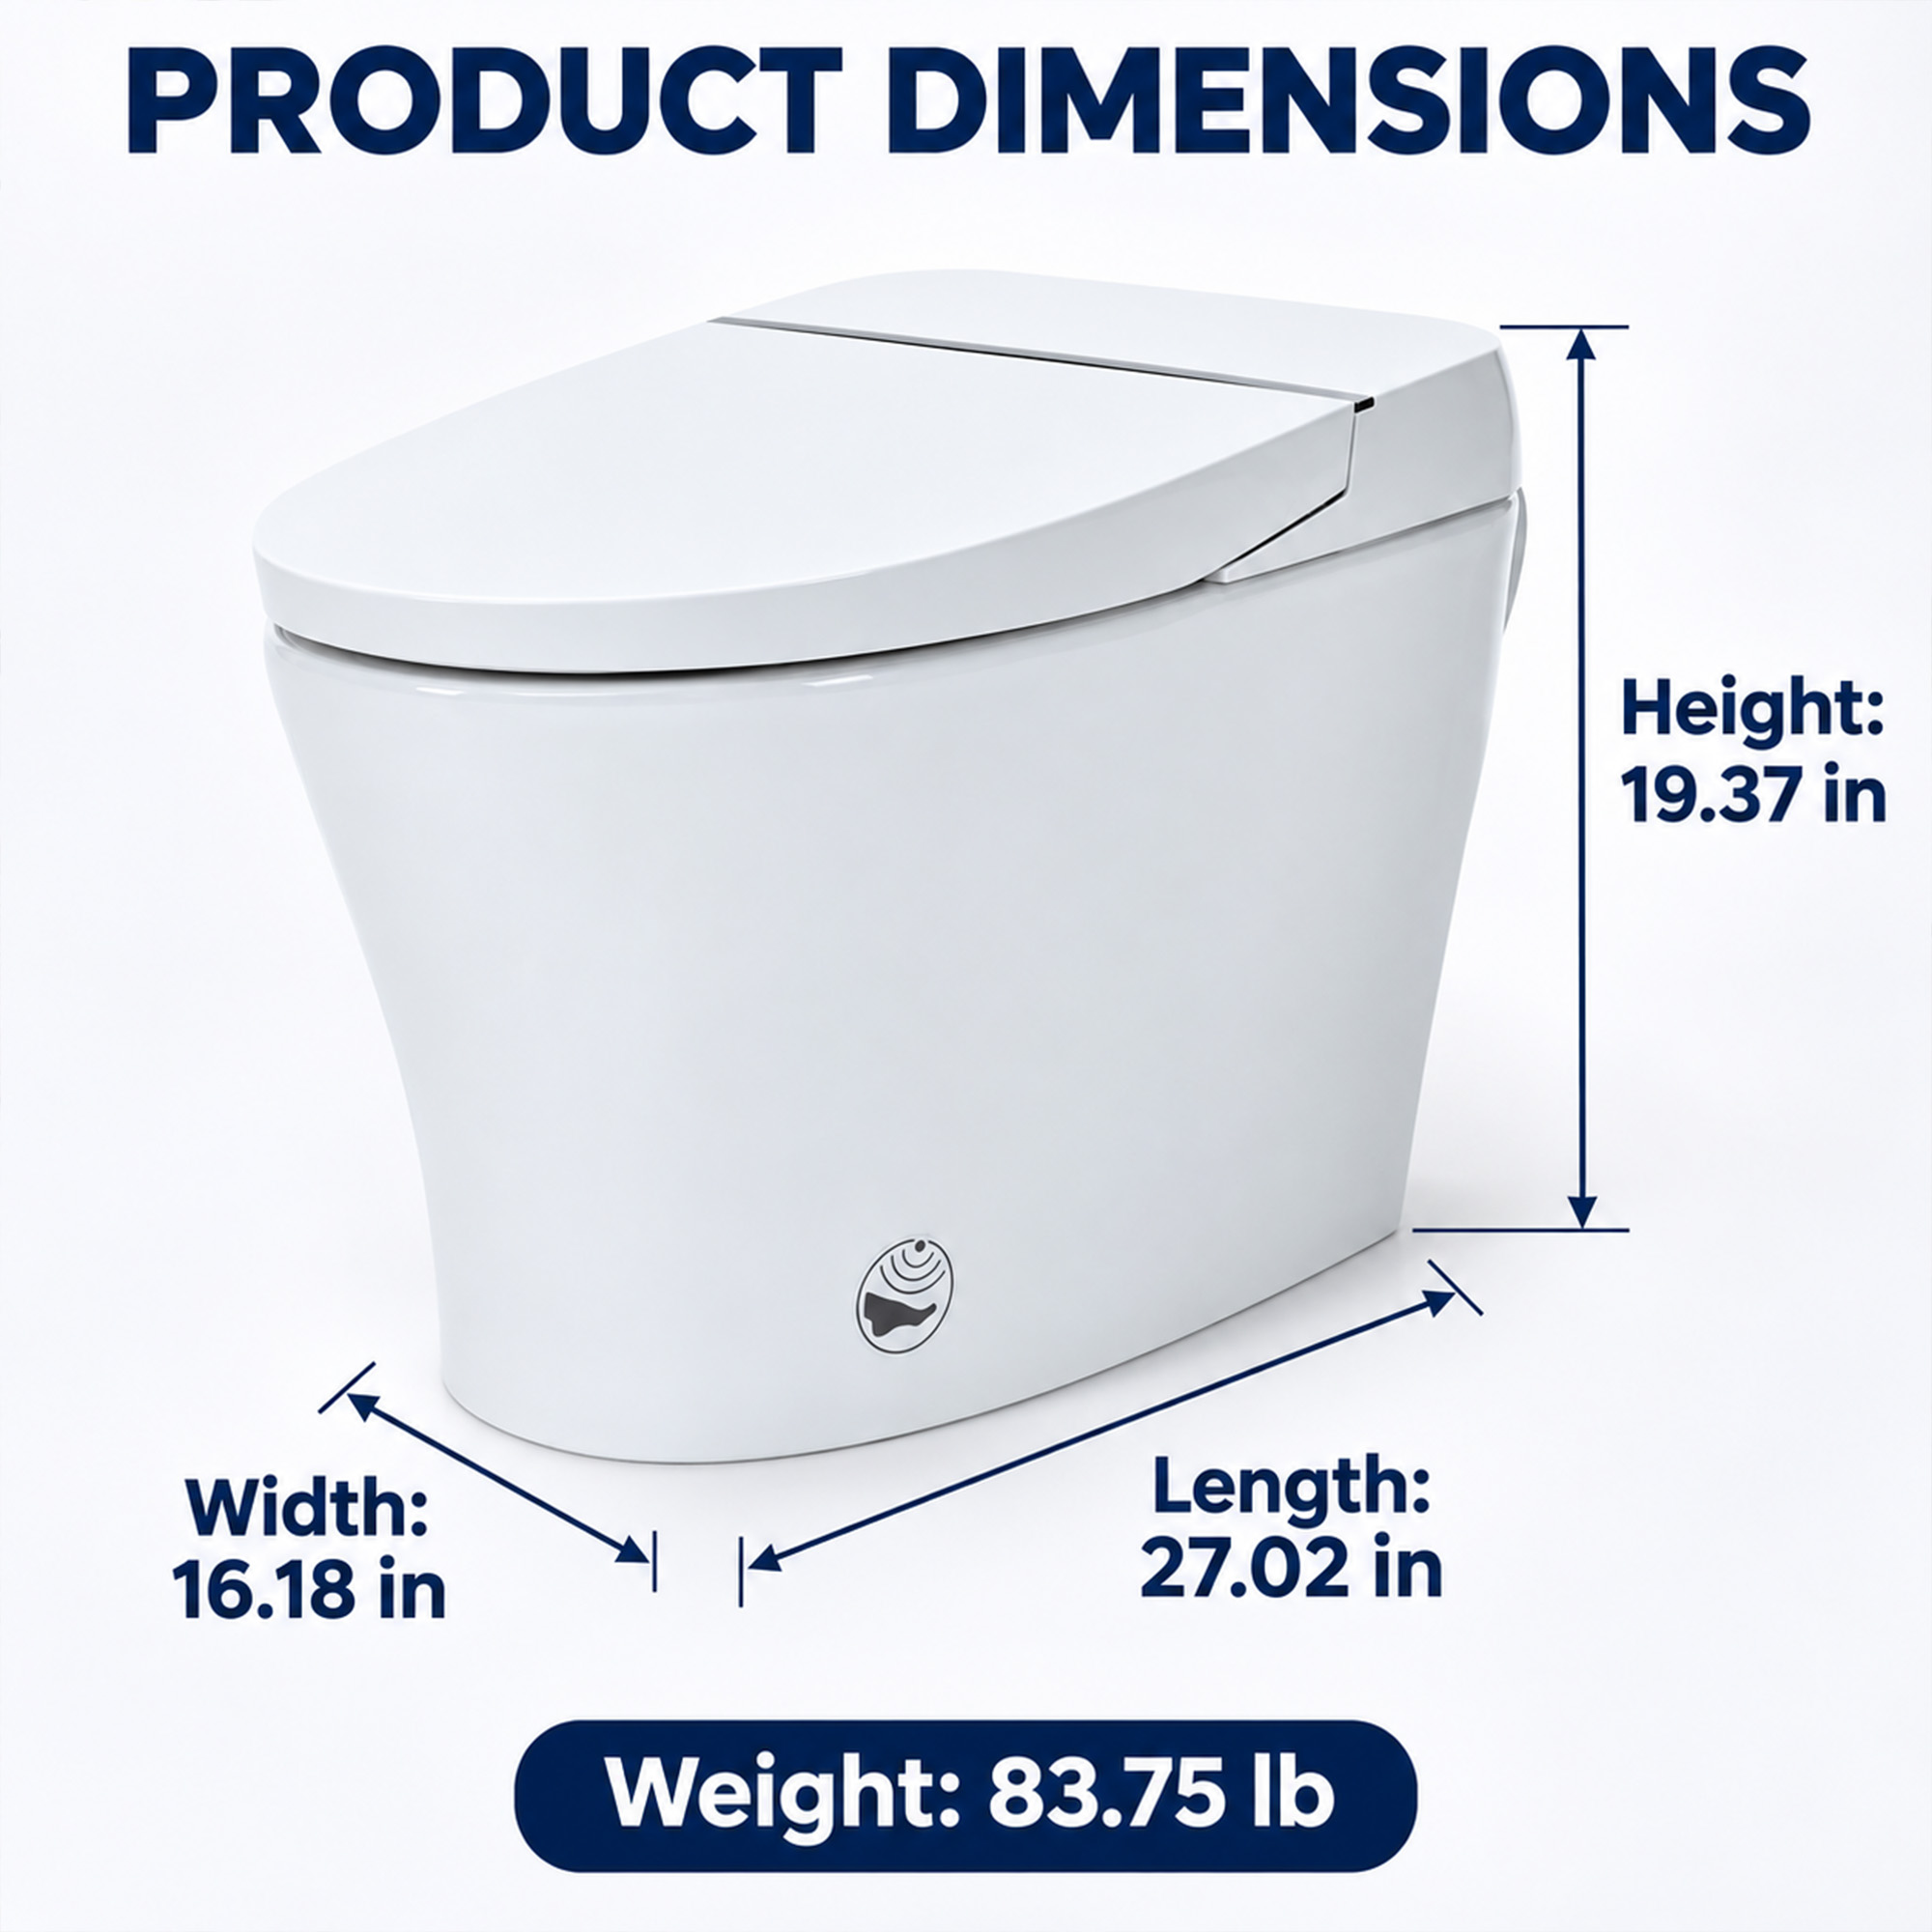 PRODUCT DIMENSIONS
Height:
19.37 in
Width:
16.18 in
Length:
27.02 in
Weight: 83.75 lb